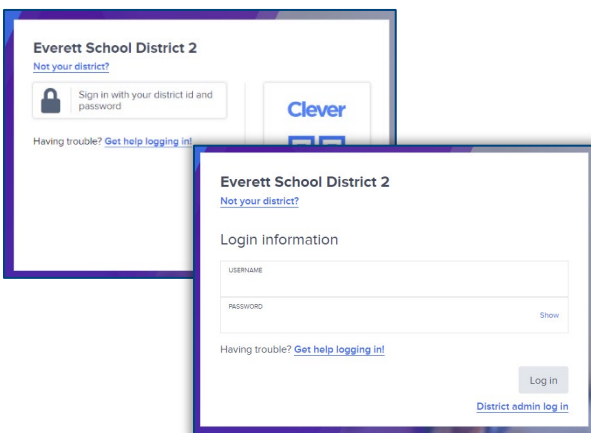 Everett School District 2
Not your district?
Sign in with your district id and
password
Having trouble? Get help logging in!
Clever
Everett School District 2
Not your district?
Login information
USERNAME
PASSWORD
Show
Having trouble? Get help logging in!
Log in
District admin log in